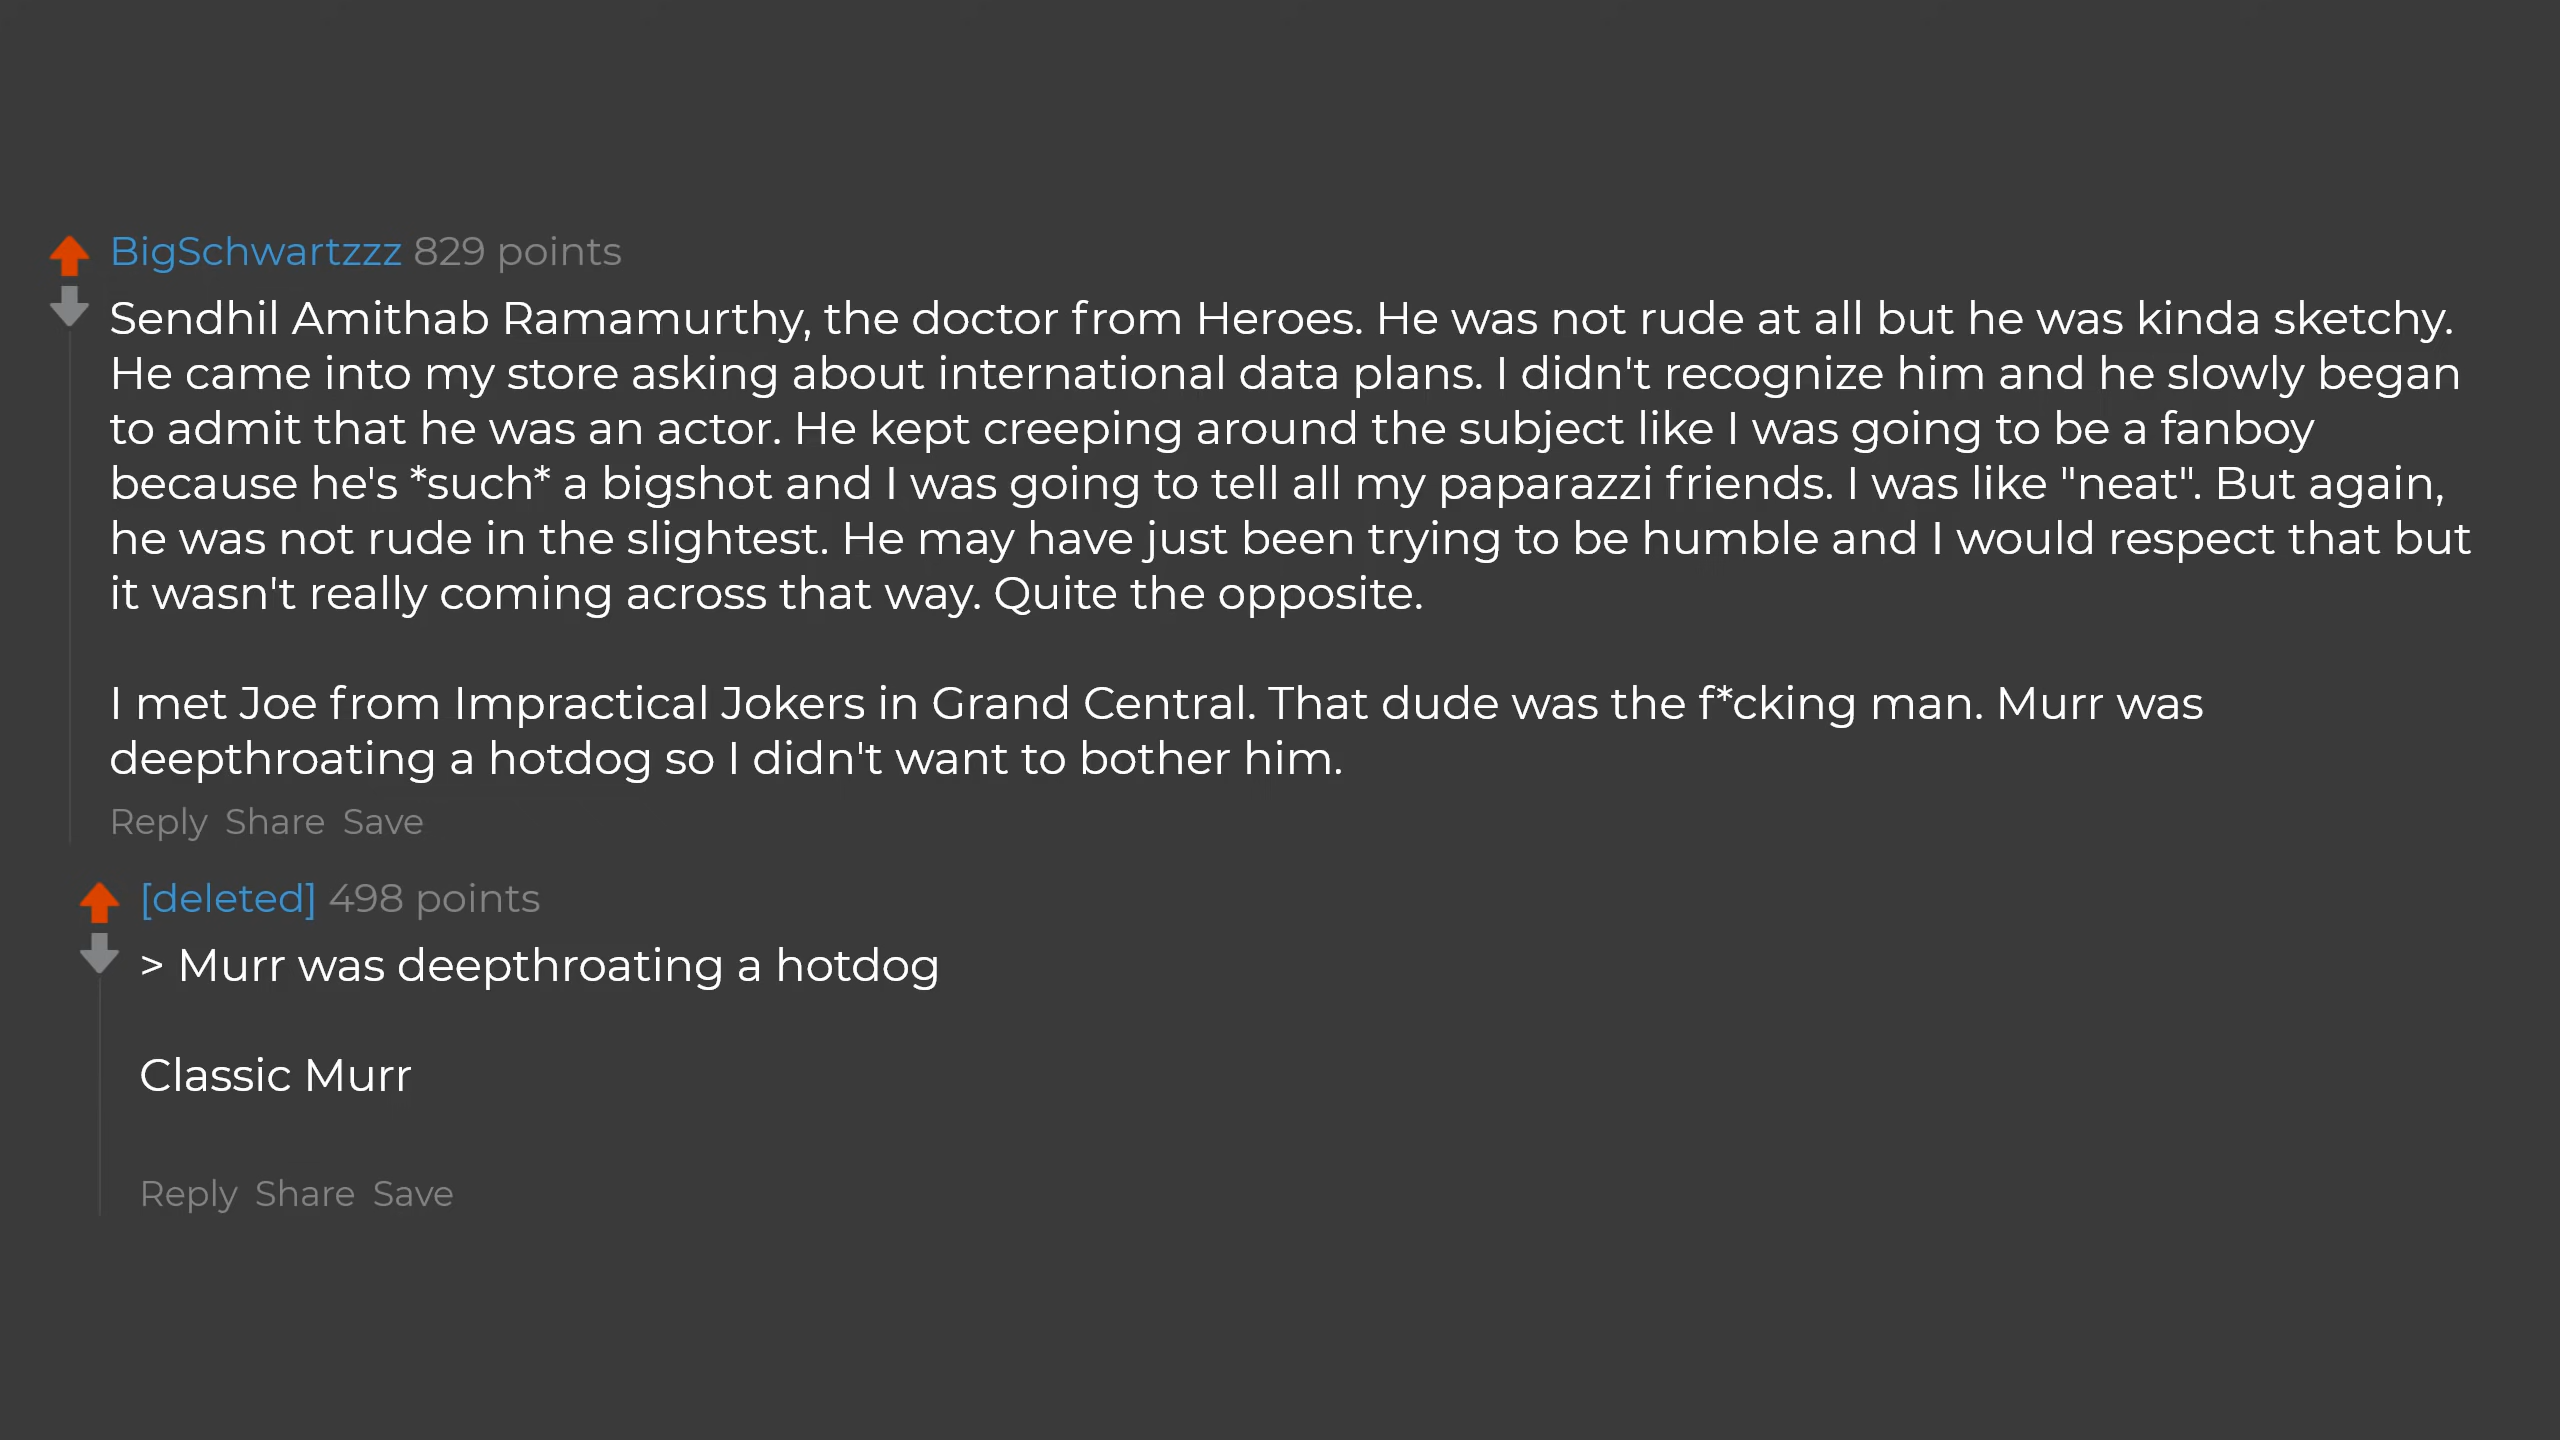 BigSchwartzzz 829 points
Sendhil Amithab Ramamurthy, the doctor from Heroes. He was not rude at all but he was kinda sketchy.
He came into my store asking about international data plans. I didn't recognize him and he slowly began
to admit that he was an actor. He kept creeping around the subject like I was going to be a fanboy
because he's *such* a bigshot and I was going to tell all my paparazzi friends. I was like "neat". But again,
he was not rude in the slightest. He may have just been trying to be humble and I would respect that but
it wasn't really coming across that way. Quite the opposite.
I met Joe from Impractical Jokers in Grand Central. That dude was the f*cking man. Murr was
deepthroating a hotdog so I didn't want to bother him.
Reply Share Save
[deleted] 498 points
> Murr was deepthroating a hotdog
Classic Murr
Reply Share Save